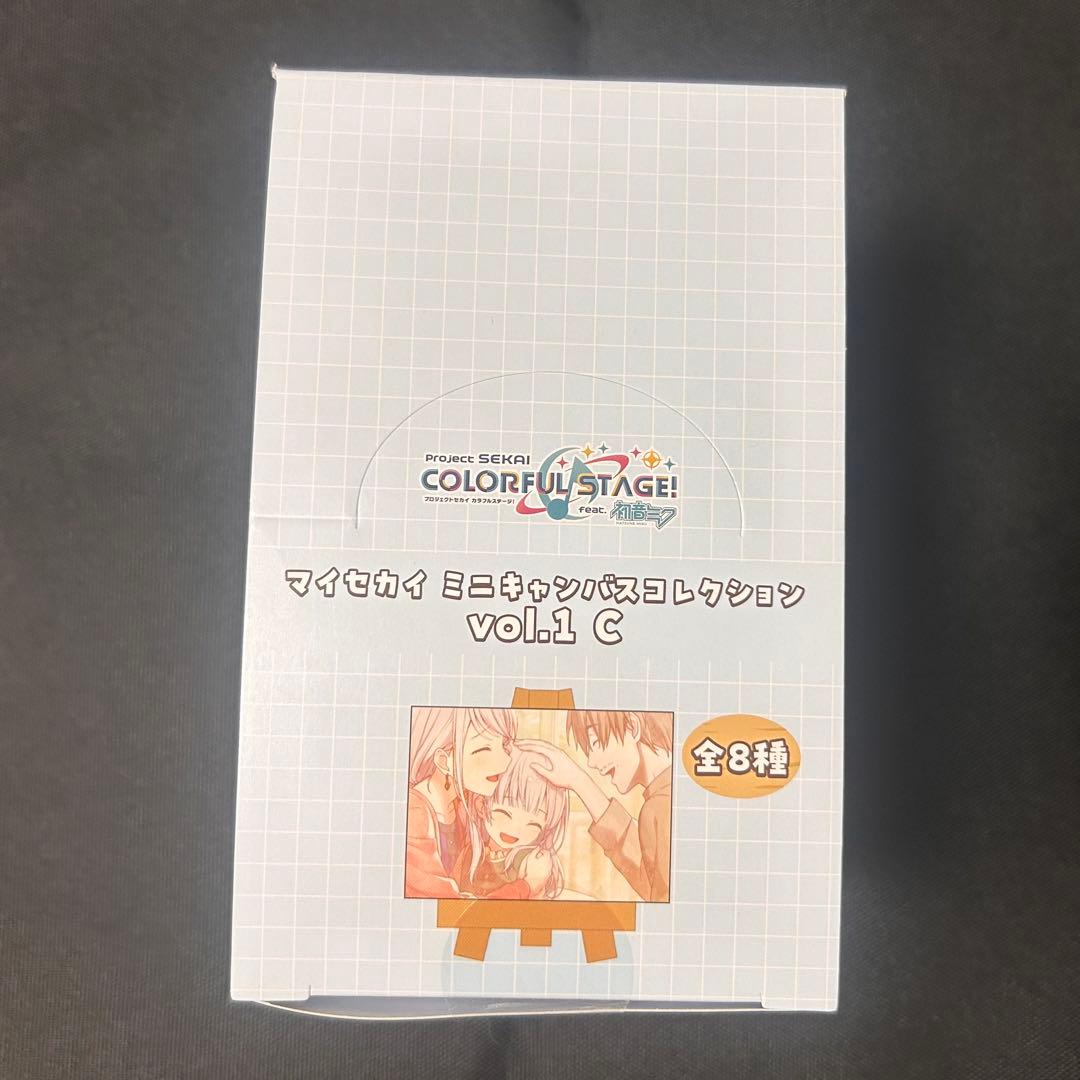 Project SEKAI
COLORFUL STAGE!
プロジェクトセカイ カラフルステージ!
feat. 初音ミク
HATSUNE MIKU
マイセカイ ミニキャンバスコレクション
vol.1 C
全8種